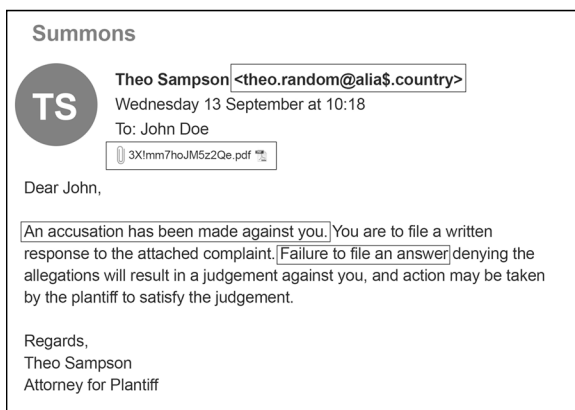 Summons
TS
Theo Sampson <theo.random@alia$.country>
Wednesday 13 September at 10:18
To: John Doe
3X!mm7hoJM5z2Qe.pdf
Dear John,
An accusation has been made against you. You are to file a written
response to the attached complaint. Failure to file an answer denying the
allegations will result in a judgement against you, and action may be taken
by the plantiff to satisfy the judgement.
Regards,
Theo Sampson
Attorney for Plantiff